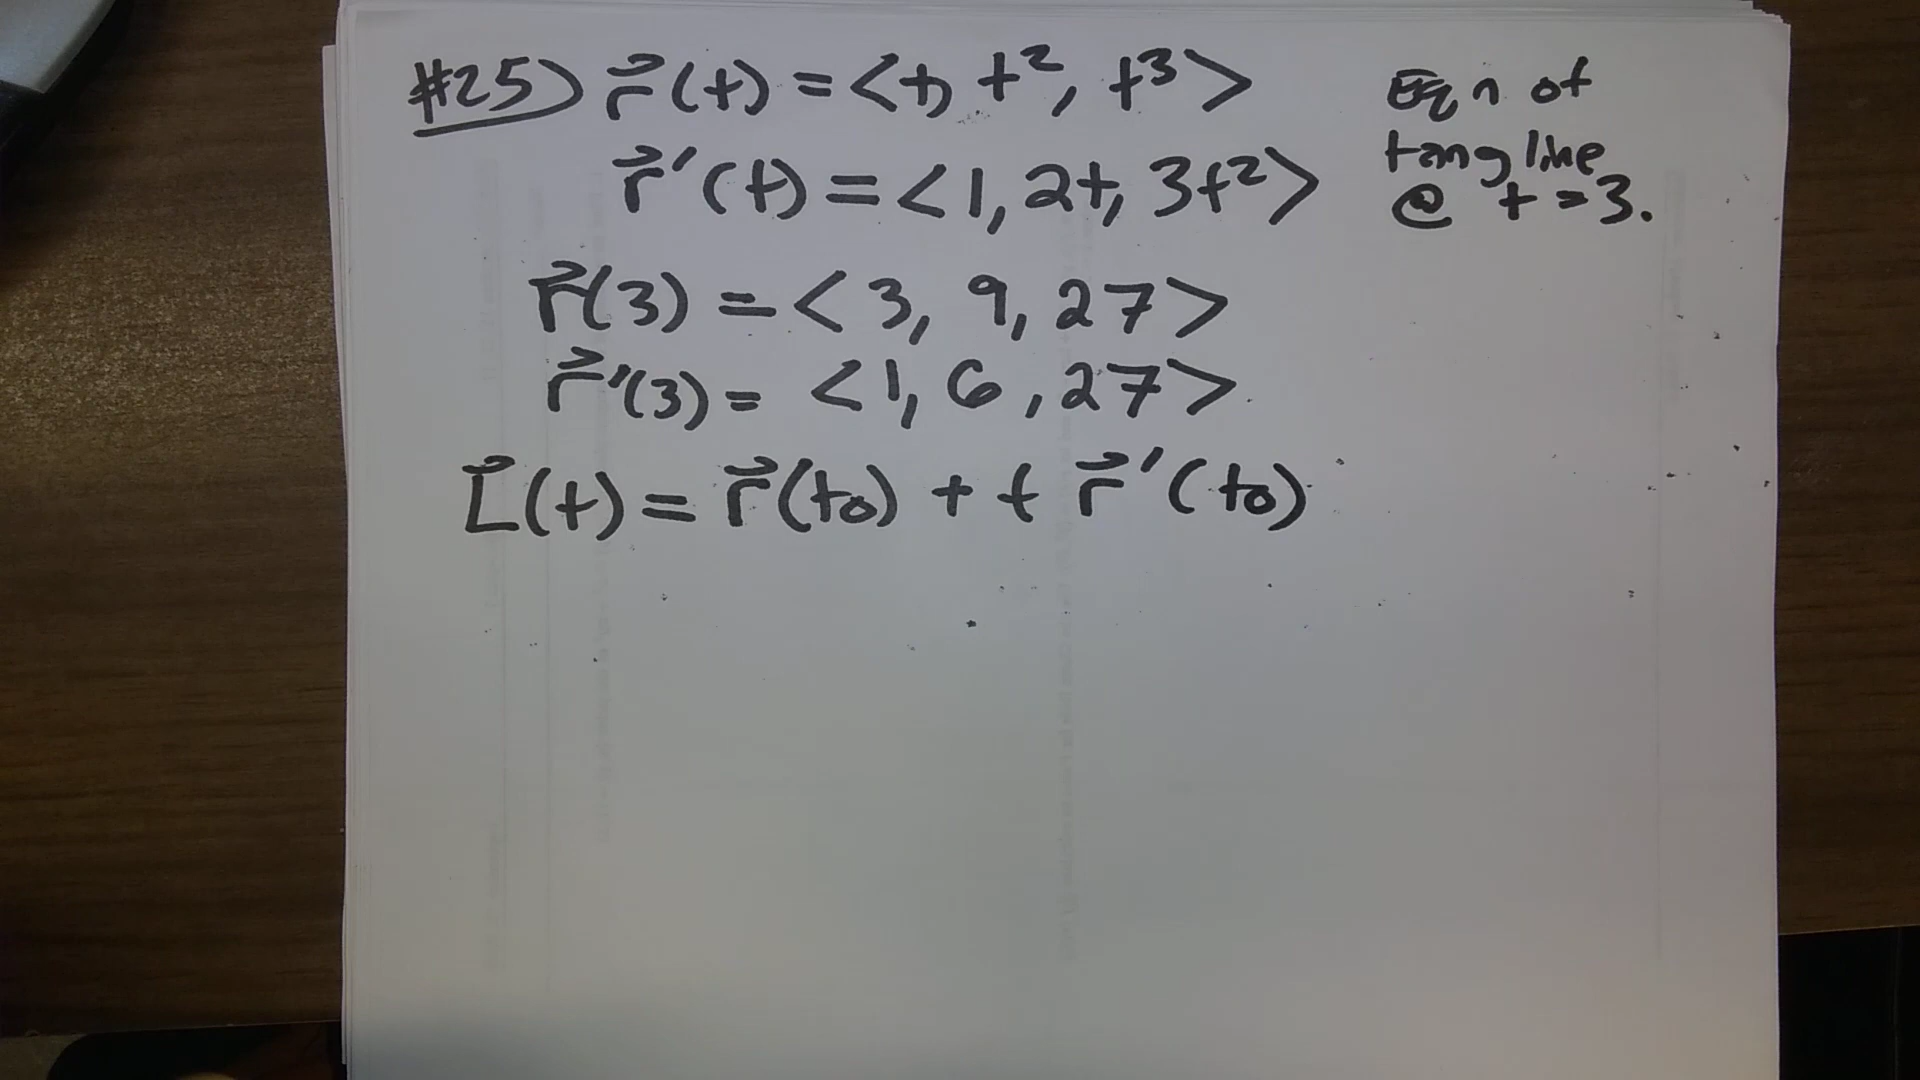 #25) r⃗(t) = <t, t², t³>
Eqn of
tang line
@ t = 3.
r⃗'(t) = <1, 2t, 3t²>
r⃗(3) = <3, 9, 27>
r⃗'(3) = <1, 6, 27>
L⃗(t) = r⃗(t₀) + t r⃗'(t₀)